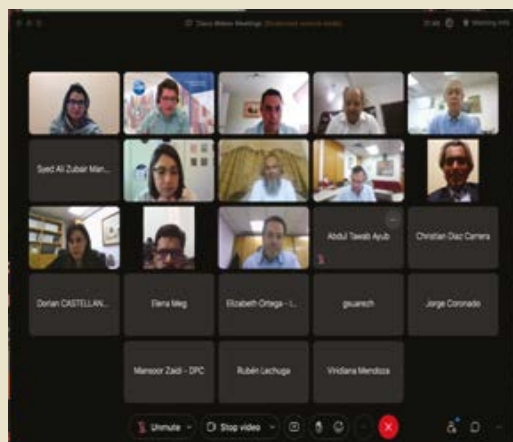 Cisco Webex Meetings
Syed Ali Zubair Man...
Abdul Tawab Ayub
Christian Diaz Carrera
Dorian CASTELLAN...
Elena Meg
Elizabeth Ortega - I...
gsuarezh
Jorge Coronado
Mansoor Zaidi - DPC
Rubén Lechuga
Viridiana Mendoza
Unmute
Stop video